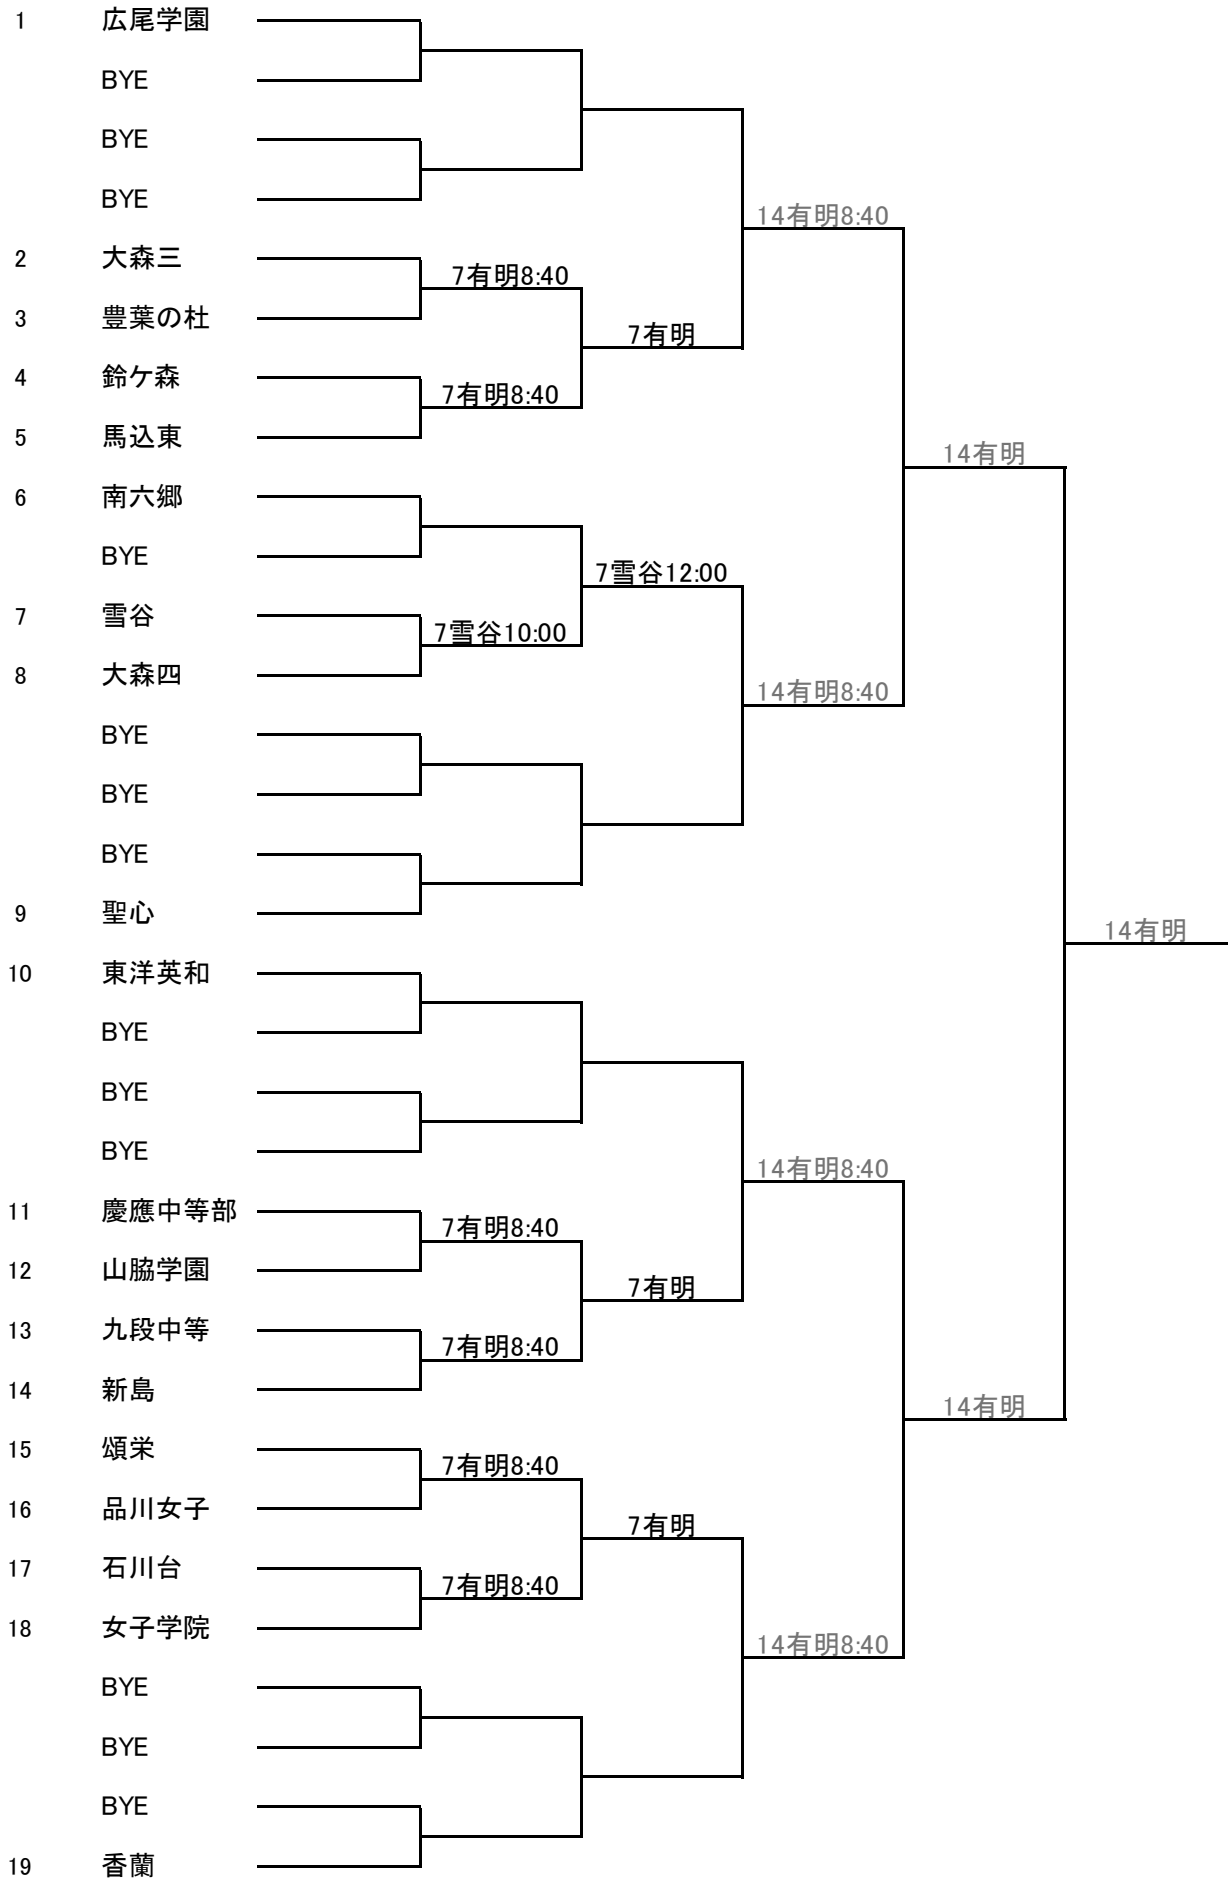 1 広尾学園
BYE
BYE
BYE
14有明8:40
2 大森三
7有明8:40
3 豊葉の杜
7有明
4 鈴ケ森
7有明8:40
5 馬込東
14有明
6 南六郷
BYE
7雪谷12:00
7 雪谷
7雪谷10:00
8 大森四
14有明8:40
BYE
BYE
BYE
9 聖心
14有明
10 東洋英和
BYE
BYE
BYE
14有明8:40
11 慶應中等部
7有明8:40
12 山脇学園
7有明
13 九段中等
7有明8:40
14 新島
14有明
15 頌栄
7有明8:40
16 品川女子
7有明
17 石川台
7有明8:40
18 女子学院
14有明8:40
BYE
BYE
BYE
19 香蘭